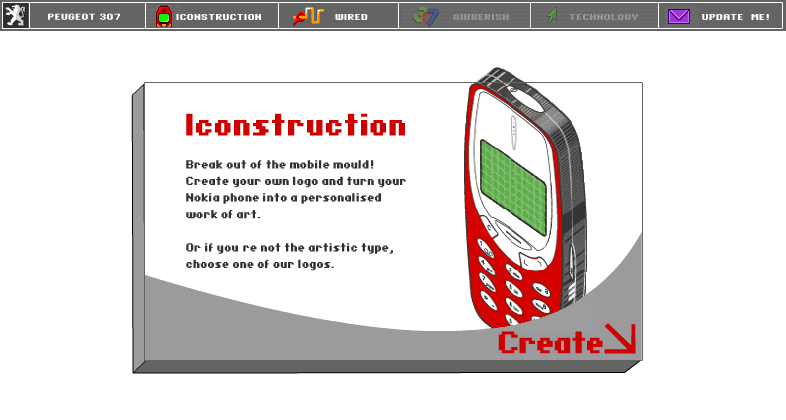 PEUGEOT 307
ICONSTRUCTION
WIRED
GIBBERISH
TECHNOLOGY
UPDATE ME!
Iconstruction
Break out of the mobile mould!
Create your own logo and turn your
Nokia phone into a personalised
work of art.
Or if you re not the artistic type,
choose one of our logos.
Create